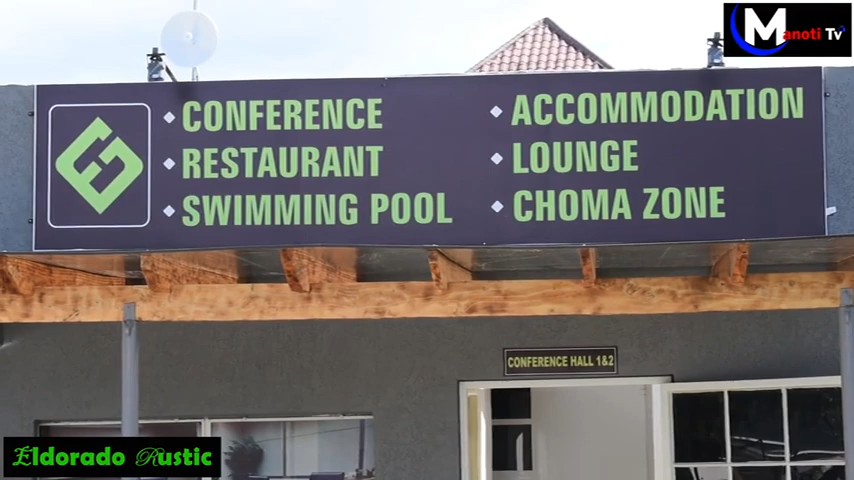 Manoti Tv
CONFERENCE
RESTAURANT
SWIMMING POOL
ACCOMMODATION
LOUNGE
CHOMA ZONE
CONFERENCE HALL 1&2
Eldorado Rustic